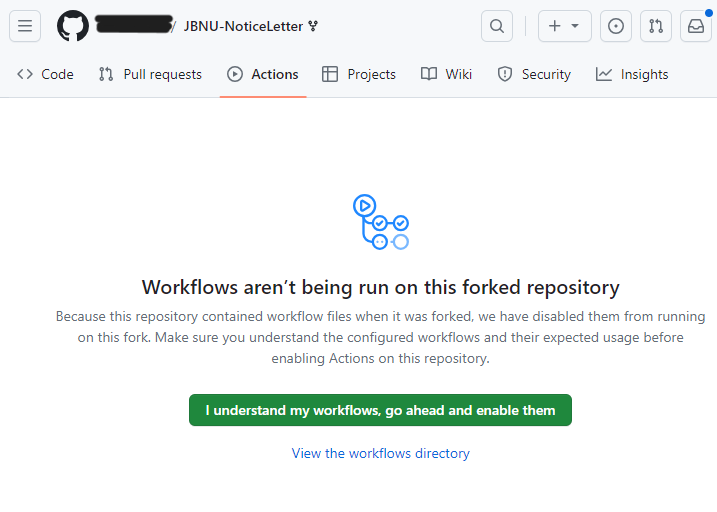 / JBNU-NoticeLetter
Code Pull requests Actions Projects Wiki Security Insights
Workflows aren’t being run on this forked repository
Because this repository contained workflow files when it was forked, we have disabled them from running
on this fork. Make sure you understand the configured workflows and their expected usage before
enabling Actions on this repository.
I understand my workflows, go ahead and enable them
View the workflows directory